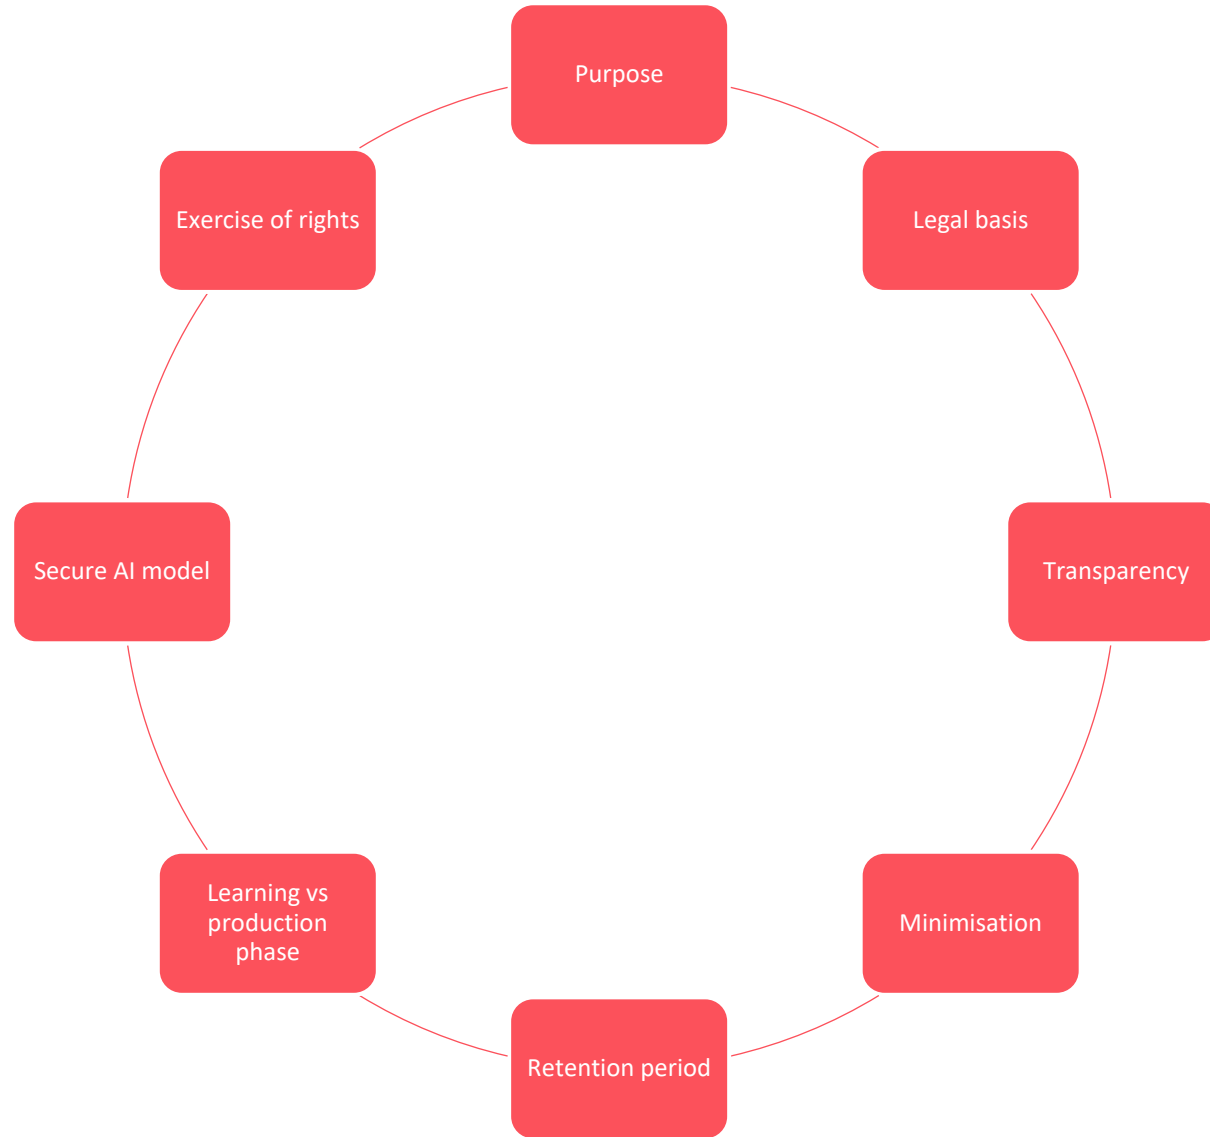 Purpose
Legal basis
Transparency
Minimisation
Retention period
Learning vs
production
phase
Secure AI model
Exercise of rights